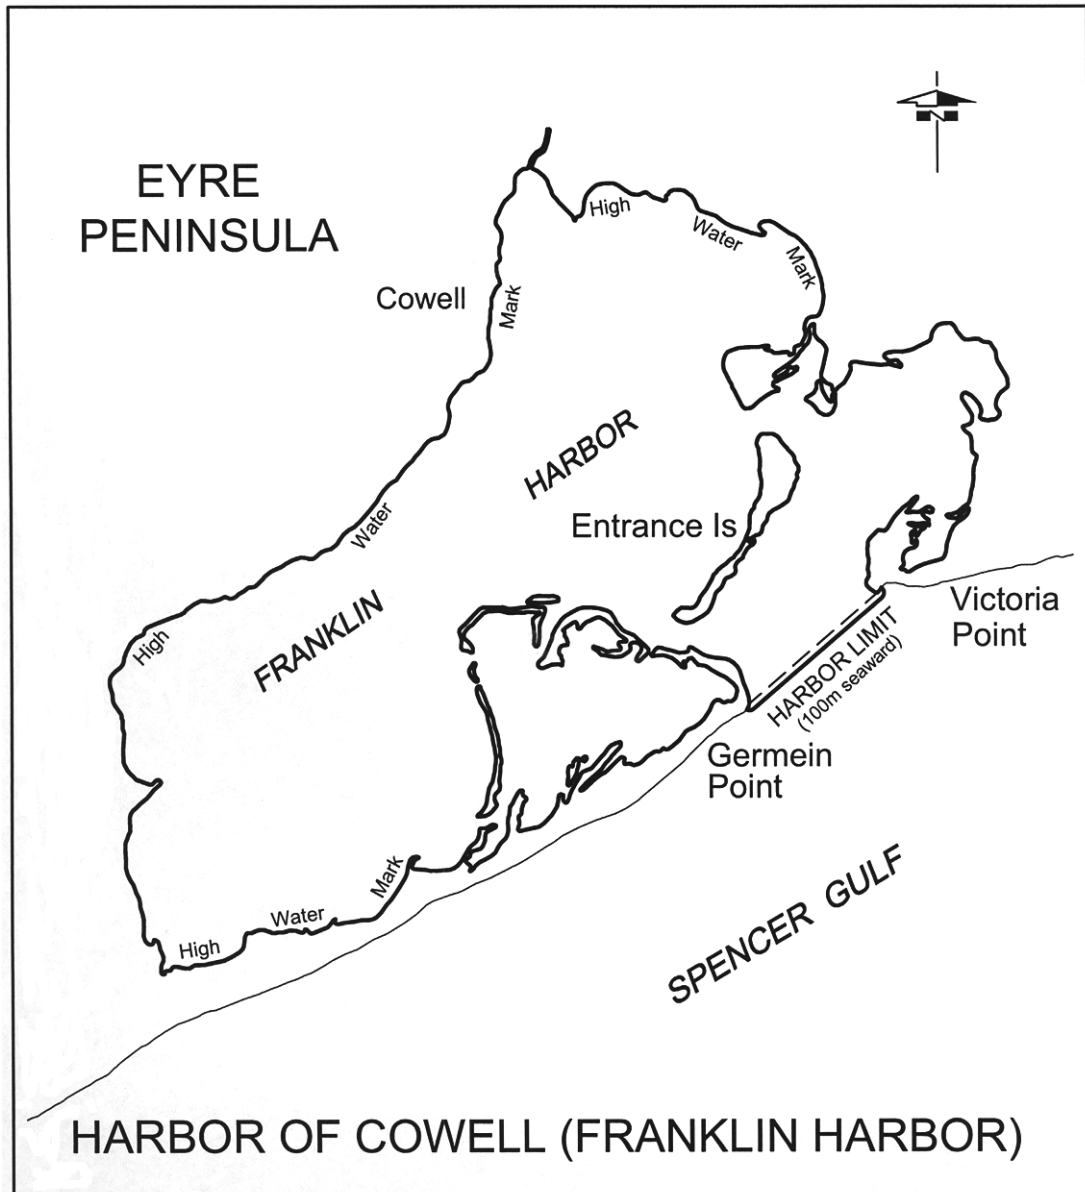 N
EYRE
PENINSULA
High
Water
Mark
Cowell
Mark
HARBOR
Water
Entrance Is
FRANKLIN
High
Victoria
Point
HARBOR LIMIT
(100m seaward)
Germein
Point
Mark
Water
High
SPENCER GULF
HARBOR OF COWELL (FRANKLIN HARBOR)